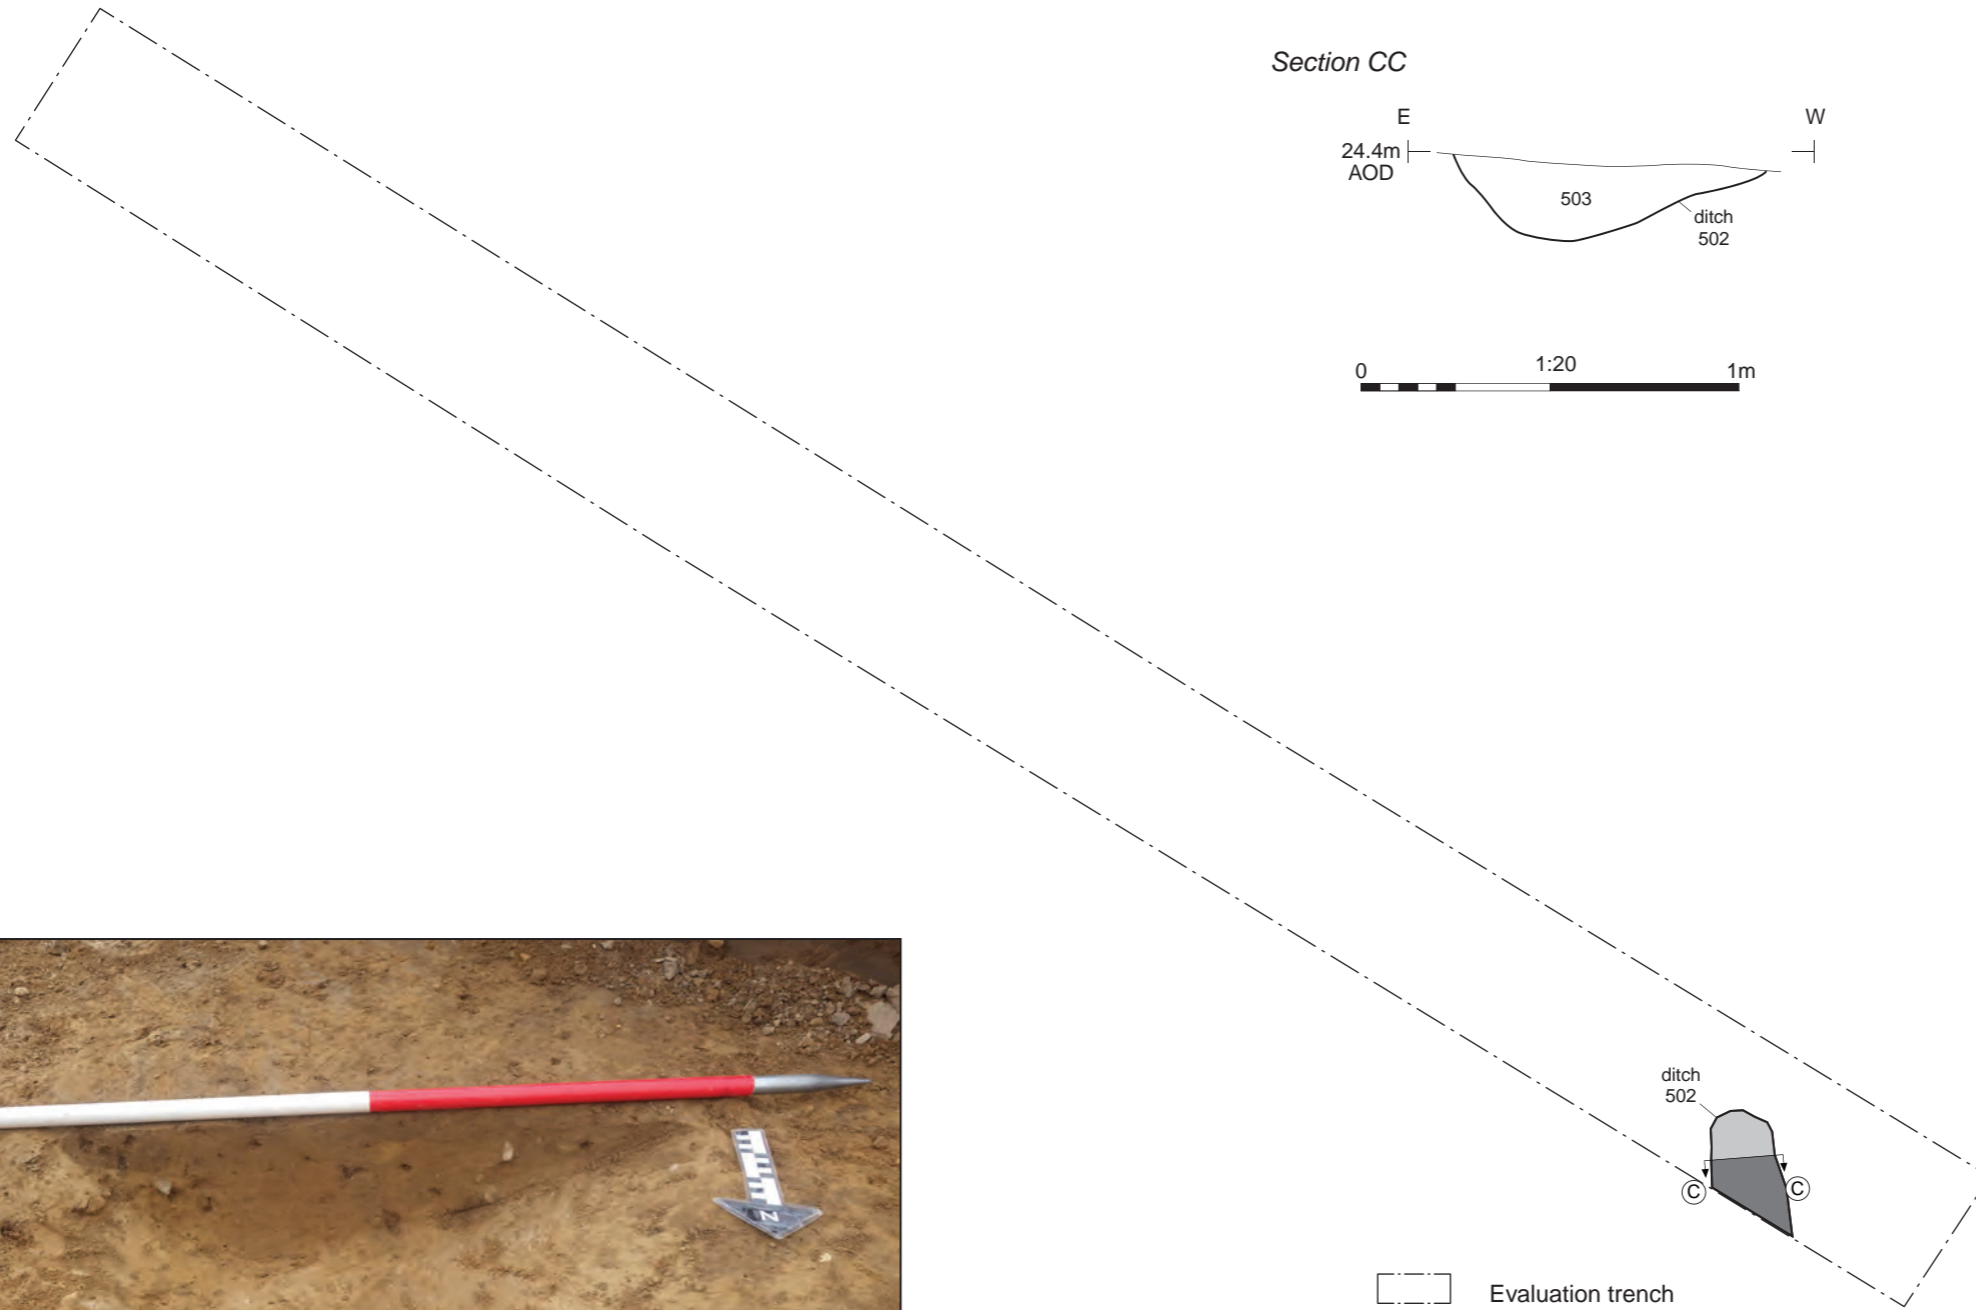 Section CC
E
W
24.4m
AOD
503
ditch
502
0
1:20
1m
ditch
502
C
C
N
Evaluation trench